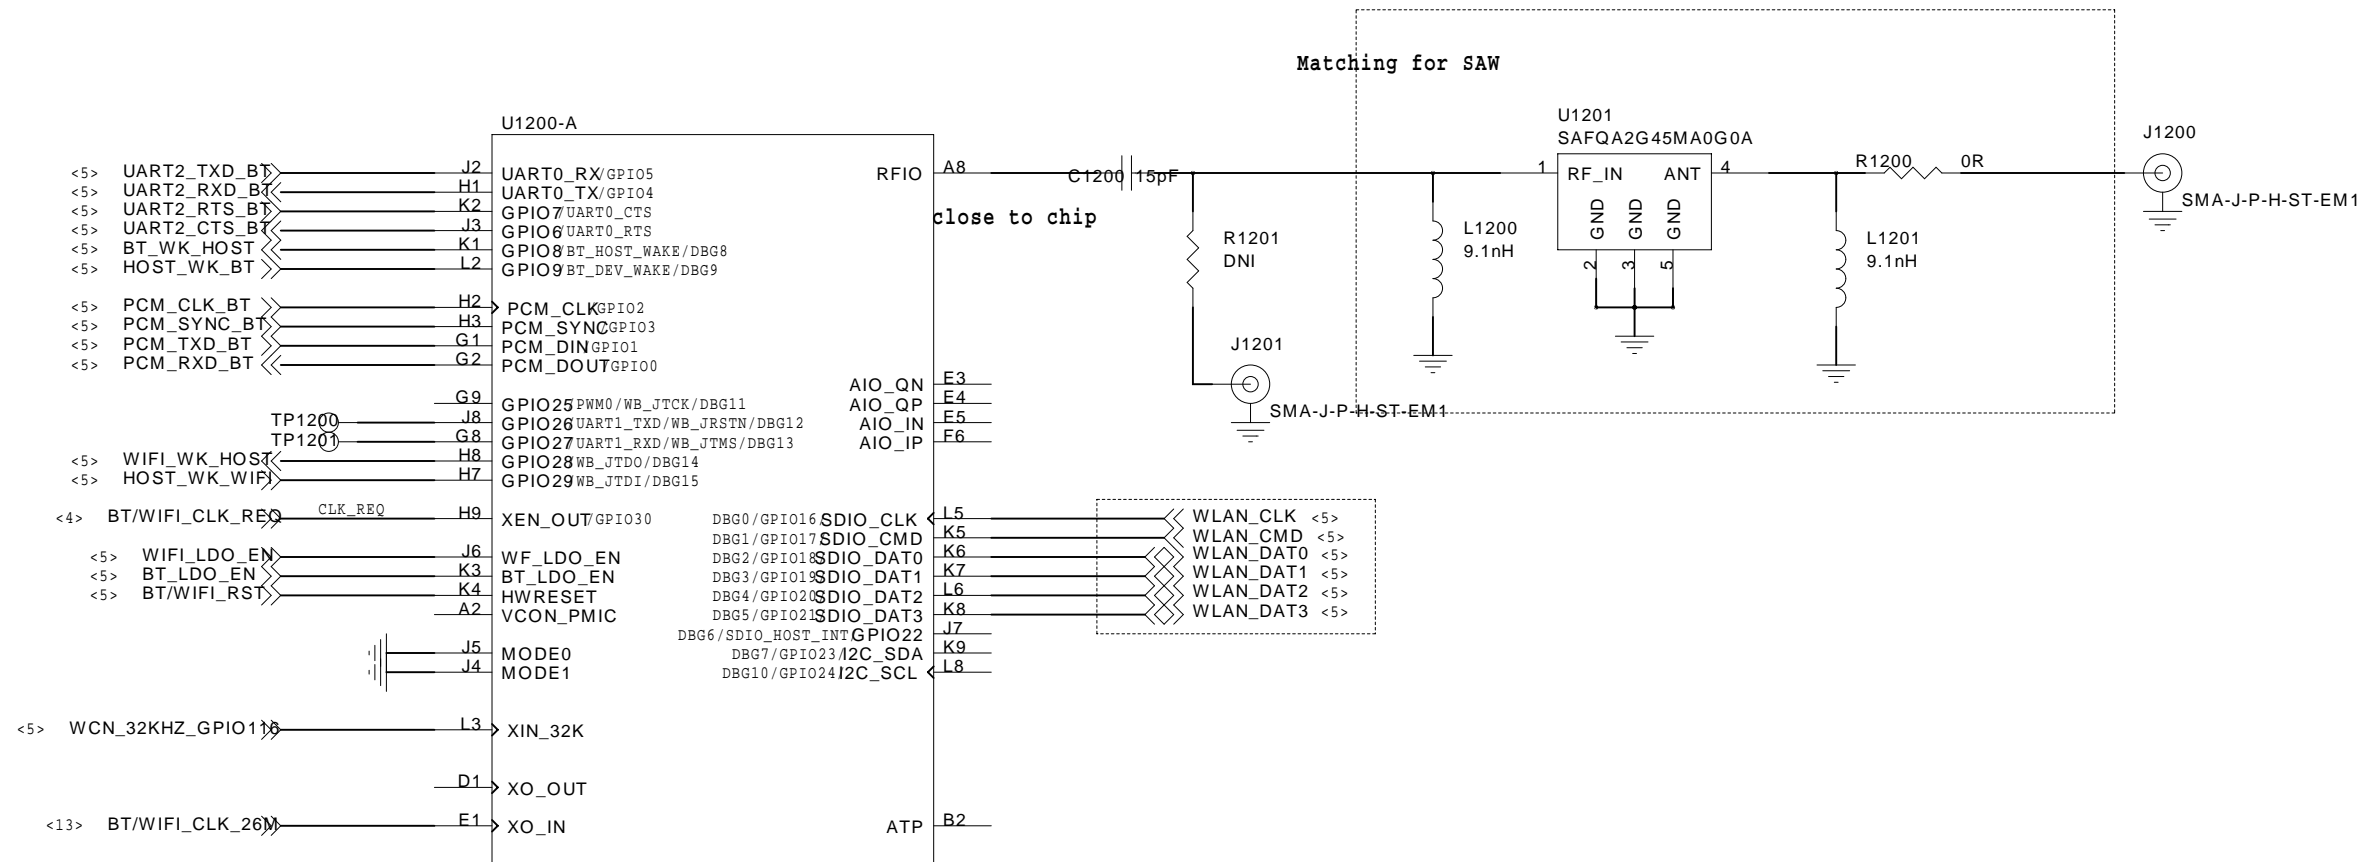 Matching for SAW
U1200-A
U1201
SAFQA2G45MA0G0A
J1200
SMA-J-P-H-ST-EM1
<5> UART2_TXD_BT J2 UART0_RX/GPIO5
<5> UART2_RXD_BT H1 UART0_TX/GPIO4
<5> UART2_RTS_BT K2 GPIO7/UART0_CTS
<5> UART2_CTS_BT J3 GPIO6/UART0_RTS
<5> BT_WK_HOST K1 GPIO8/BT_HOST_WAKE/DBG8
<5> HOST_WK_BT L2 GPIO9/BT_DEV_WAKE/DBG9
<5> PCM_CLK_BT H2 PCM_CLK/GPIO2
<5> PCM_SYNC_BT H3 PCM_SYNC/GPIO3
<5> PCM_TXD_BT G1 PCM_DIN/GPIO1
<5> PCM_RXD_BT G2 PCM_DOUT/GPIO0
G9 GPIO25/PWM0/WB_JTCK/DBG11
TP1200 J8 GPIO26/UART1_TXD/WB_JRSTN/DBG12
TP1201 G8 GPIO27/UART1_RXD/WB_JTMS/DBG13
<5> WIFI_WK_HOST H8 GPIO28/WB_JTDO/DBG14
<5> HOST_WK_WIFI H7 GPIO29/WB_JTDI/DBG15
<4> BT/WIFI_CLK_REQ CLK_REQ H9 XEN_OUT/GPIO30
<5> WIFI_LDO_EN J6 WF_LDO_EN
<5> BT_LDO_EN K3 BT_LDO_EN
<5> BT/WIFI_RST K4 HWRESET
A2 VCON_PMIC
J5 MODE0
J4 MODE1
<5> WCN_32KHZ_GPIO116 L3 XIN_32K
D1 XO_OUT
<13> BT/WIFI_CLK_26M E1 XO_IN
RFIO A8
C1200 15pF
close to chip
R1201
DNI
J1201
SMA-J-P-H-ST-EM1
L1200
9.1nH
1 RF_IN ANT 4
GND GND GND
2 3 5
R1200 0R
L1201
9.1nH
AIO_QN E3
AIO_QP E4
AIO_IN E5
AIO_IP F6
DBG0/GPIO16/SDIO_CLK L5 WLAN_CLK <5>
DBG1/GPIO17/SDIO_CMD K5 WLAN_CMD <5>
DBG2/GPIO18/SDIO_DAT0 K6 WLAN_DAT0 <5>
DBG3/GPIO19/SDIO_DAT1 K7 WLAN_DAT1 <5>
DBG4/GPIO20/SDIO_DAT2 L6 WLAN_DAT2 <5>
DBG5/GPIO21/SDIO_DAT3 K8 WLAN_DAT3 <5>
DBG6/SDIO_HOST_INT/GPIO22 J7
DBG7/GPIO23/I2C_SDA K9
DBG10/GPIO24/I2C_SCL L8
ATP B2